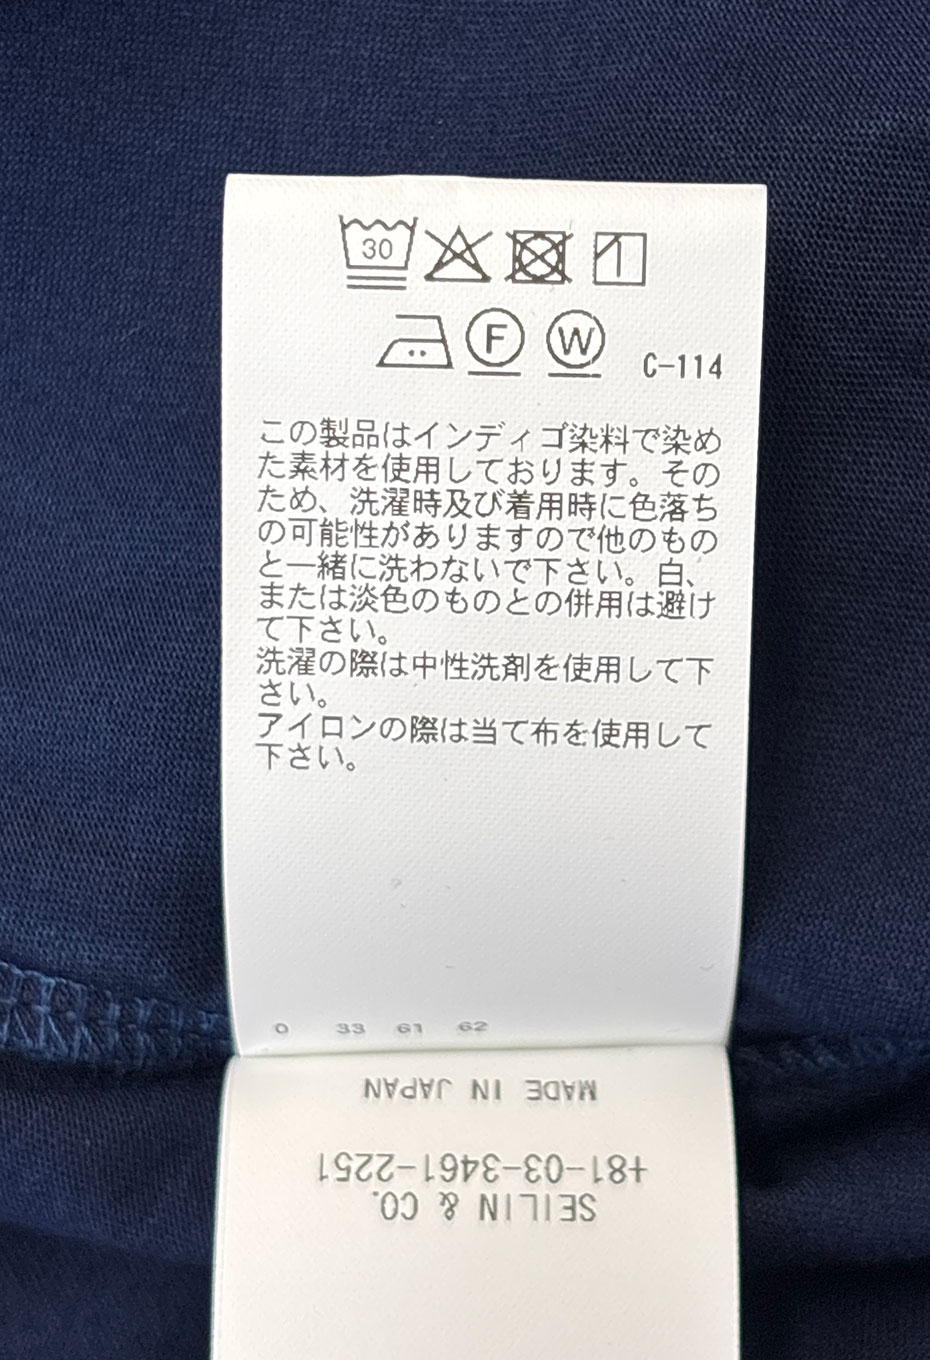 30
F W C-114
この製品はインディゴ染料で染め
た素材を使用しております。その
ため、洗濯時及び着用時に色落ち
の可能性がありますので他のもの
と一緒に洗わないで下さい。白、
または淡色のものとの併用は避け
て下さい。
洗濯の際は中性洗剤を使用して下
さい。
アイロンの際は当て布を使用して
下さい。
0 33 61 62
MADE IN JAPAN
+81-03-3461-2251
SEILIN & CO.